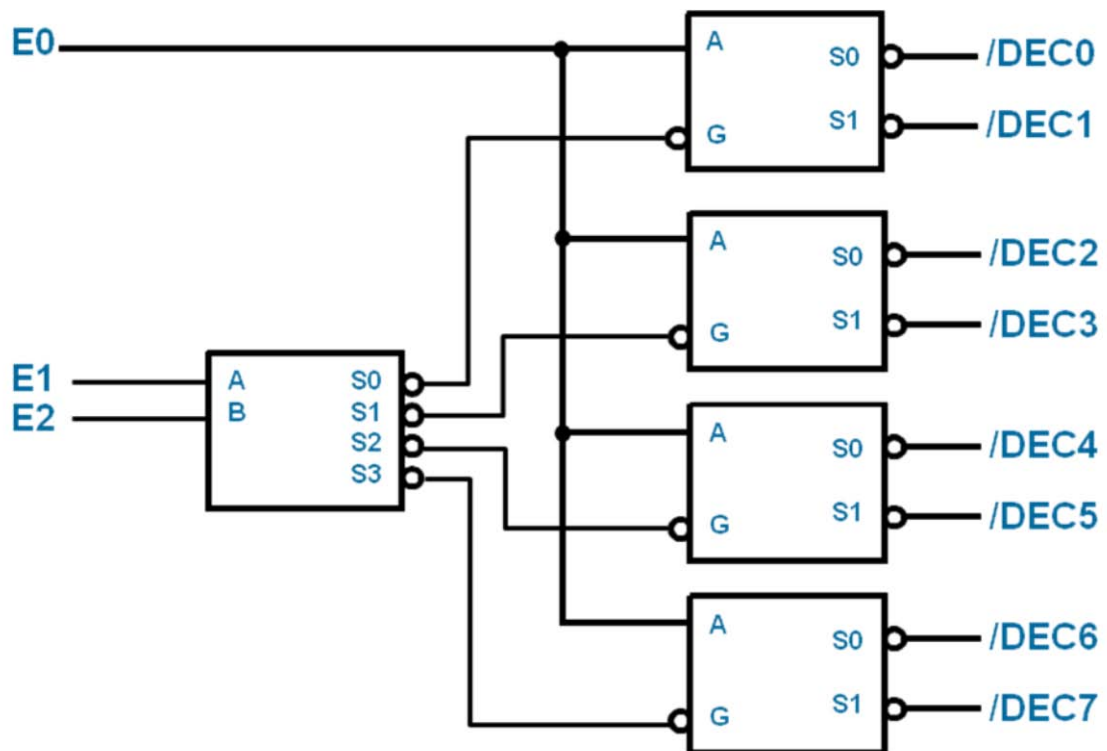 E0
A
S0
/DEC0
S1
/DEC1
G
A
S0
/DEC2
S1
/DEC3
G
E1
E2
A
B
S0
S1
S2
S3
A
S0
/DEC4
S1
/DEC5
G
A
S0
/DEC6
S1
/DEC7
G